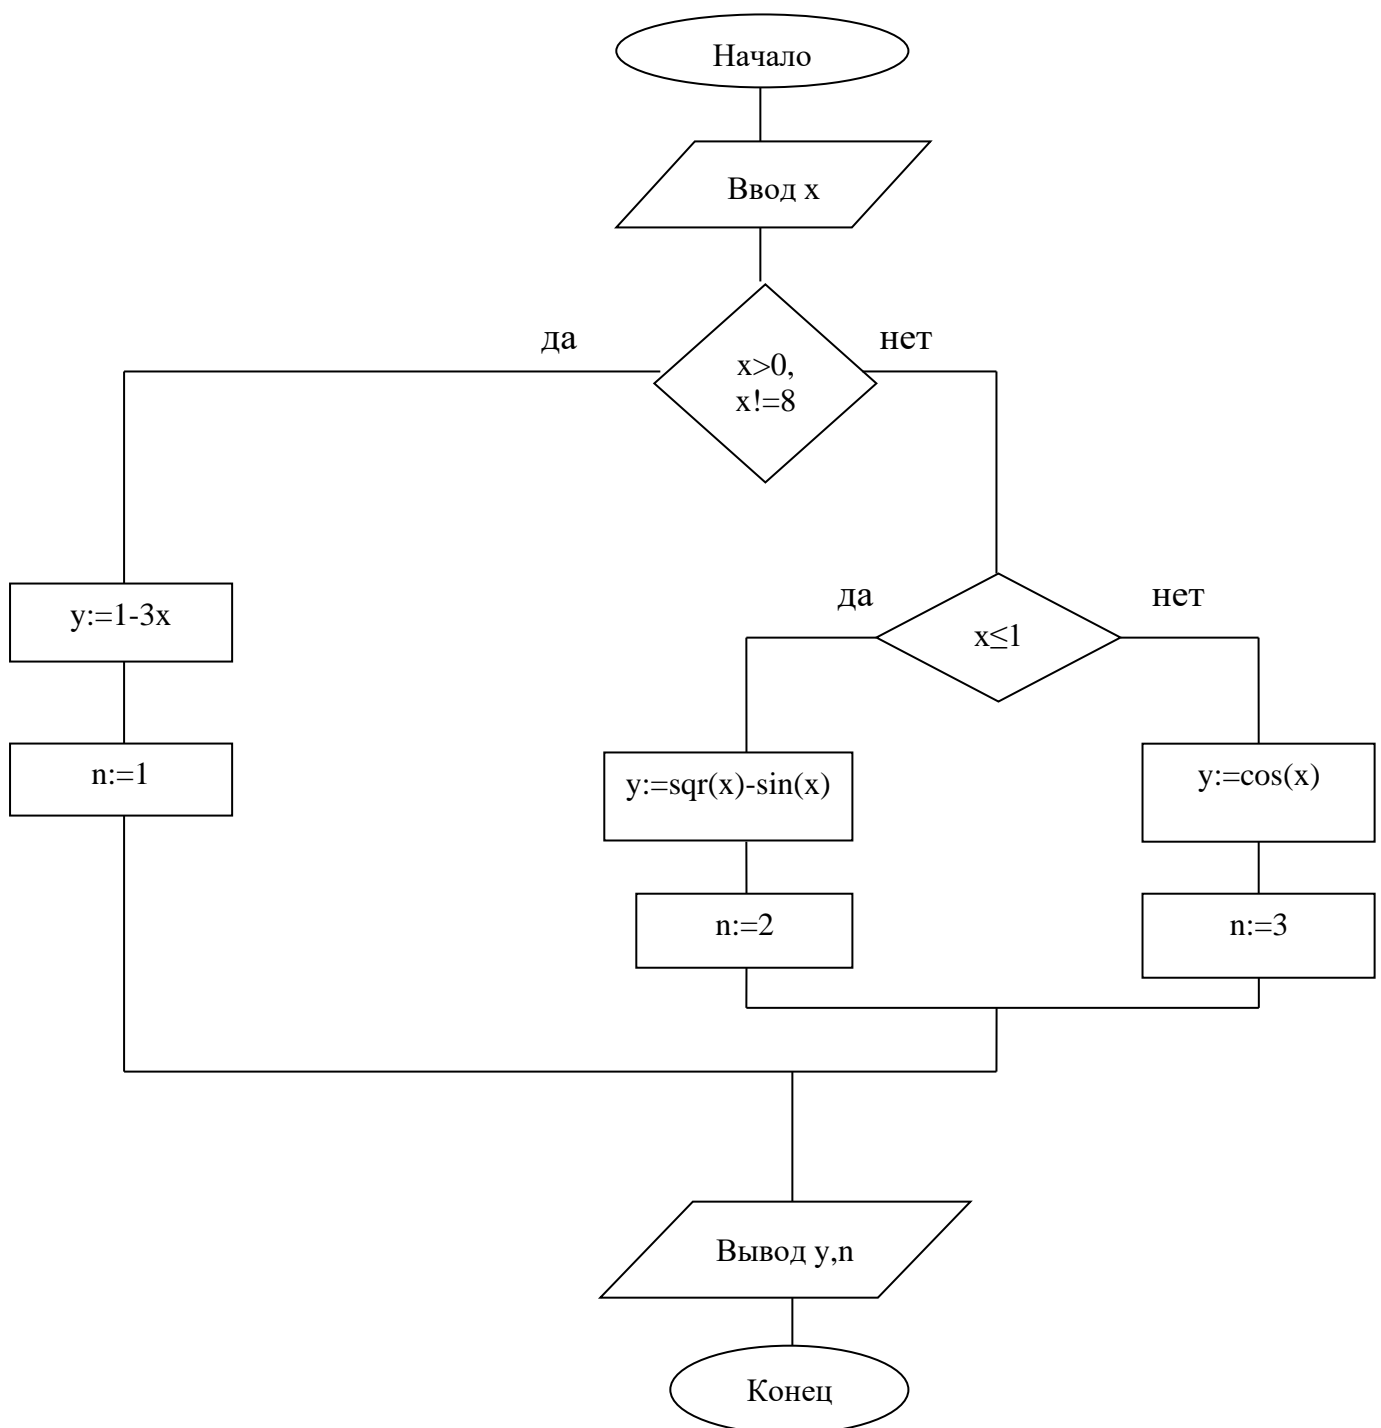 Начало
Ввод x
да
нет
x>0,
x!=8
да
нет
x≤1
y:=1-3x
n:=1
y:=sqr(x)-sin(x)
y:=cos(x)
n:=2
n:=3
Вывод y,n
Конец